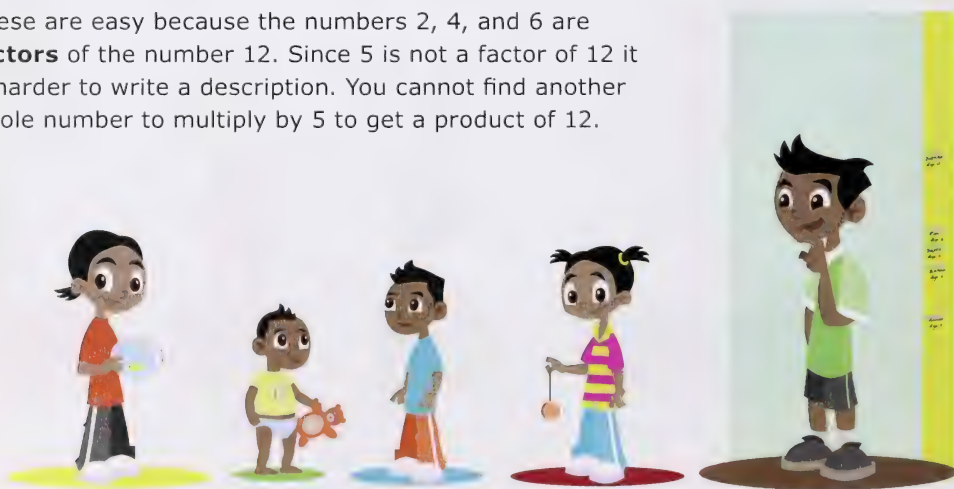 ese are easy because the numbers 2, 4, and 6 are
ctors of the number 12. Since 5 is not a factor of 12 it
harder to write a description. You cannot find another
ole number to multiply by 5 to get a product of 12.